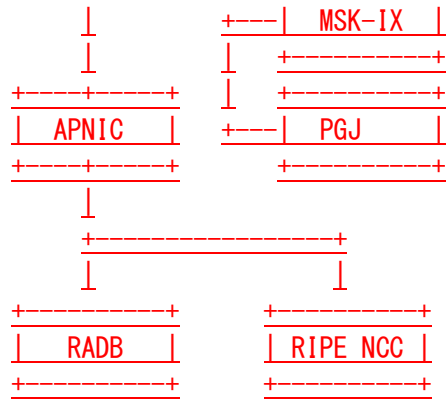 | +---| MSK-IX |
| | +-----------+
+----+------+ | +-----------+
| APNIC | +---| PGJ |
+----+------+ +-----------+
|
+------------------+
| |
+-----------+ +-----------+
| RADB | | RIPE NCC |
+-----------+ +-----------+